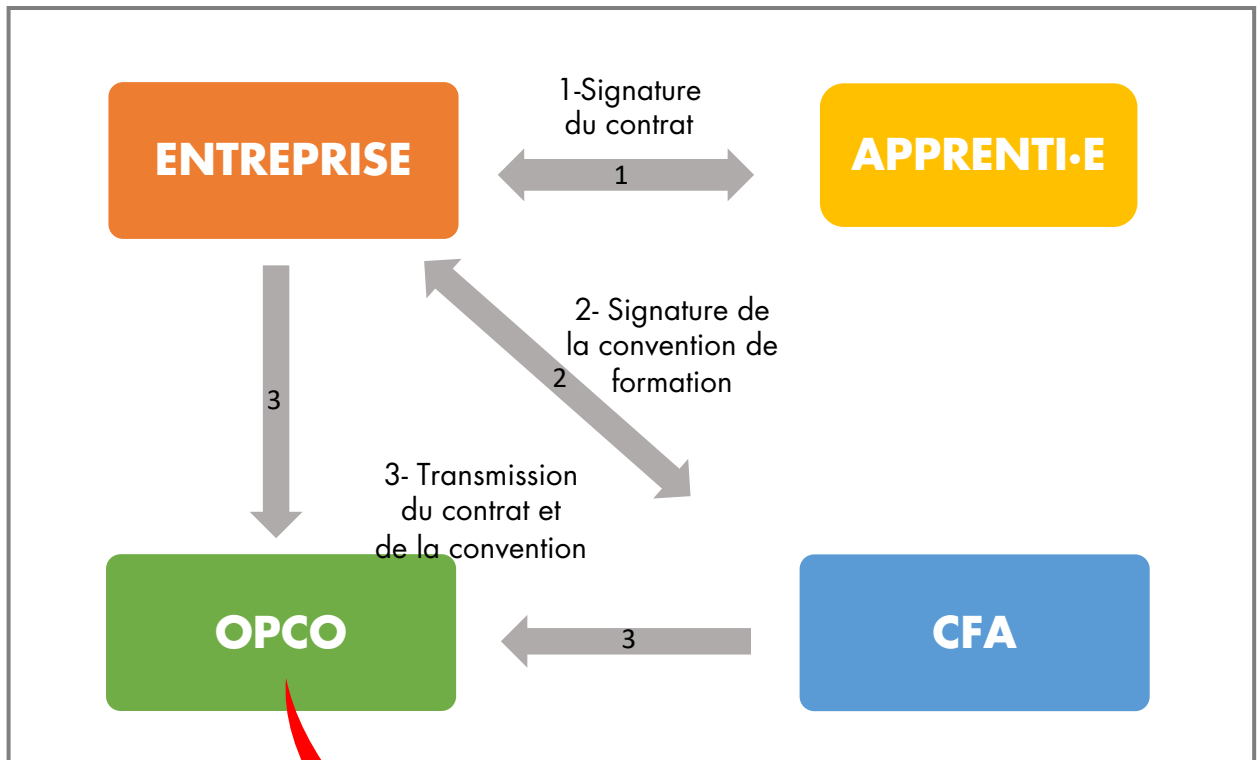 1-Signature
du contrat
ENTREPRISE
APPRENTI•E
1
2- Signature de
la convention de
formation
2
3
3- Transmission
du contrat et
de la convention
OPCO
3
CFA